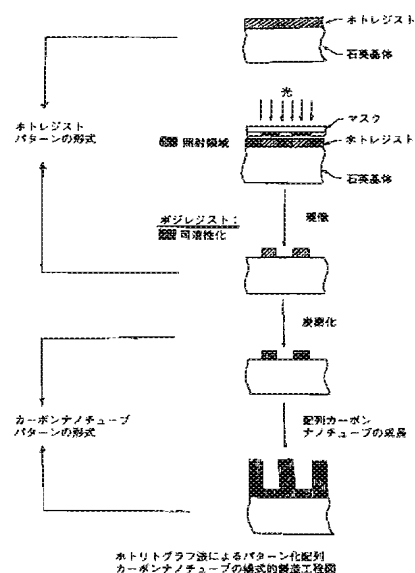 ホトレジスト
石英晶体
光
マスク
照射領域
ホトレジスト
石英晶体
ホトレジスト
パターンの形式
ポジレジスト：
可溶性化
現像
炭化
カーボンナノチューブ
パターンの形式
配列カーボン
ナノチューブの成長
ホトリトグラフ法によるパターン化配列
カーボンナノチューブの模式的製造工程図